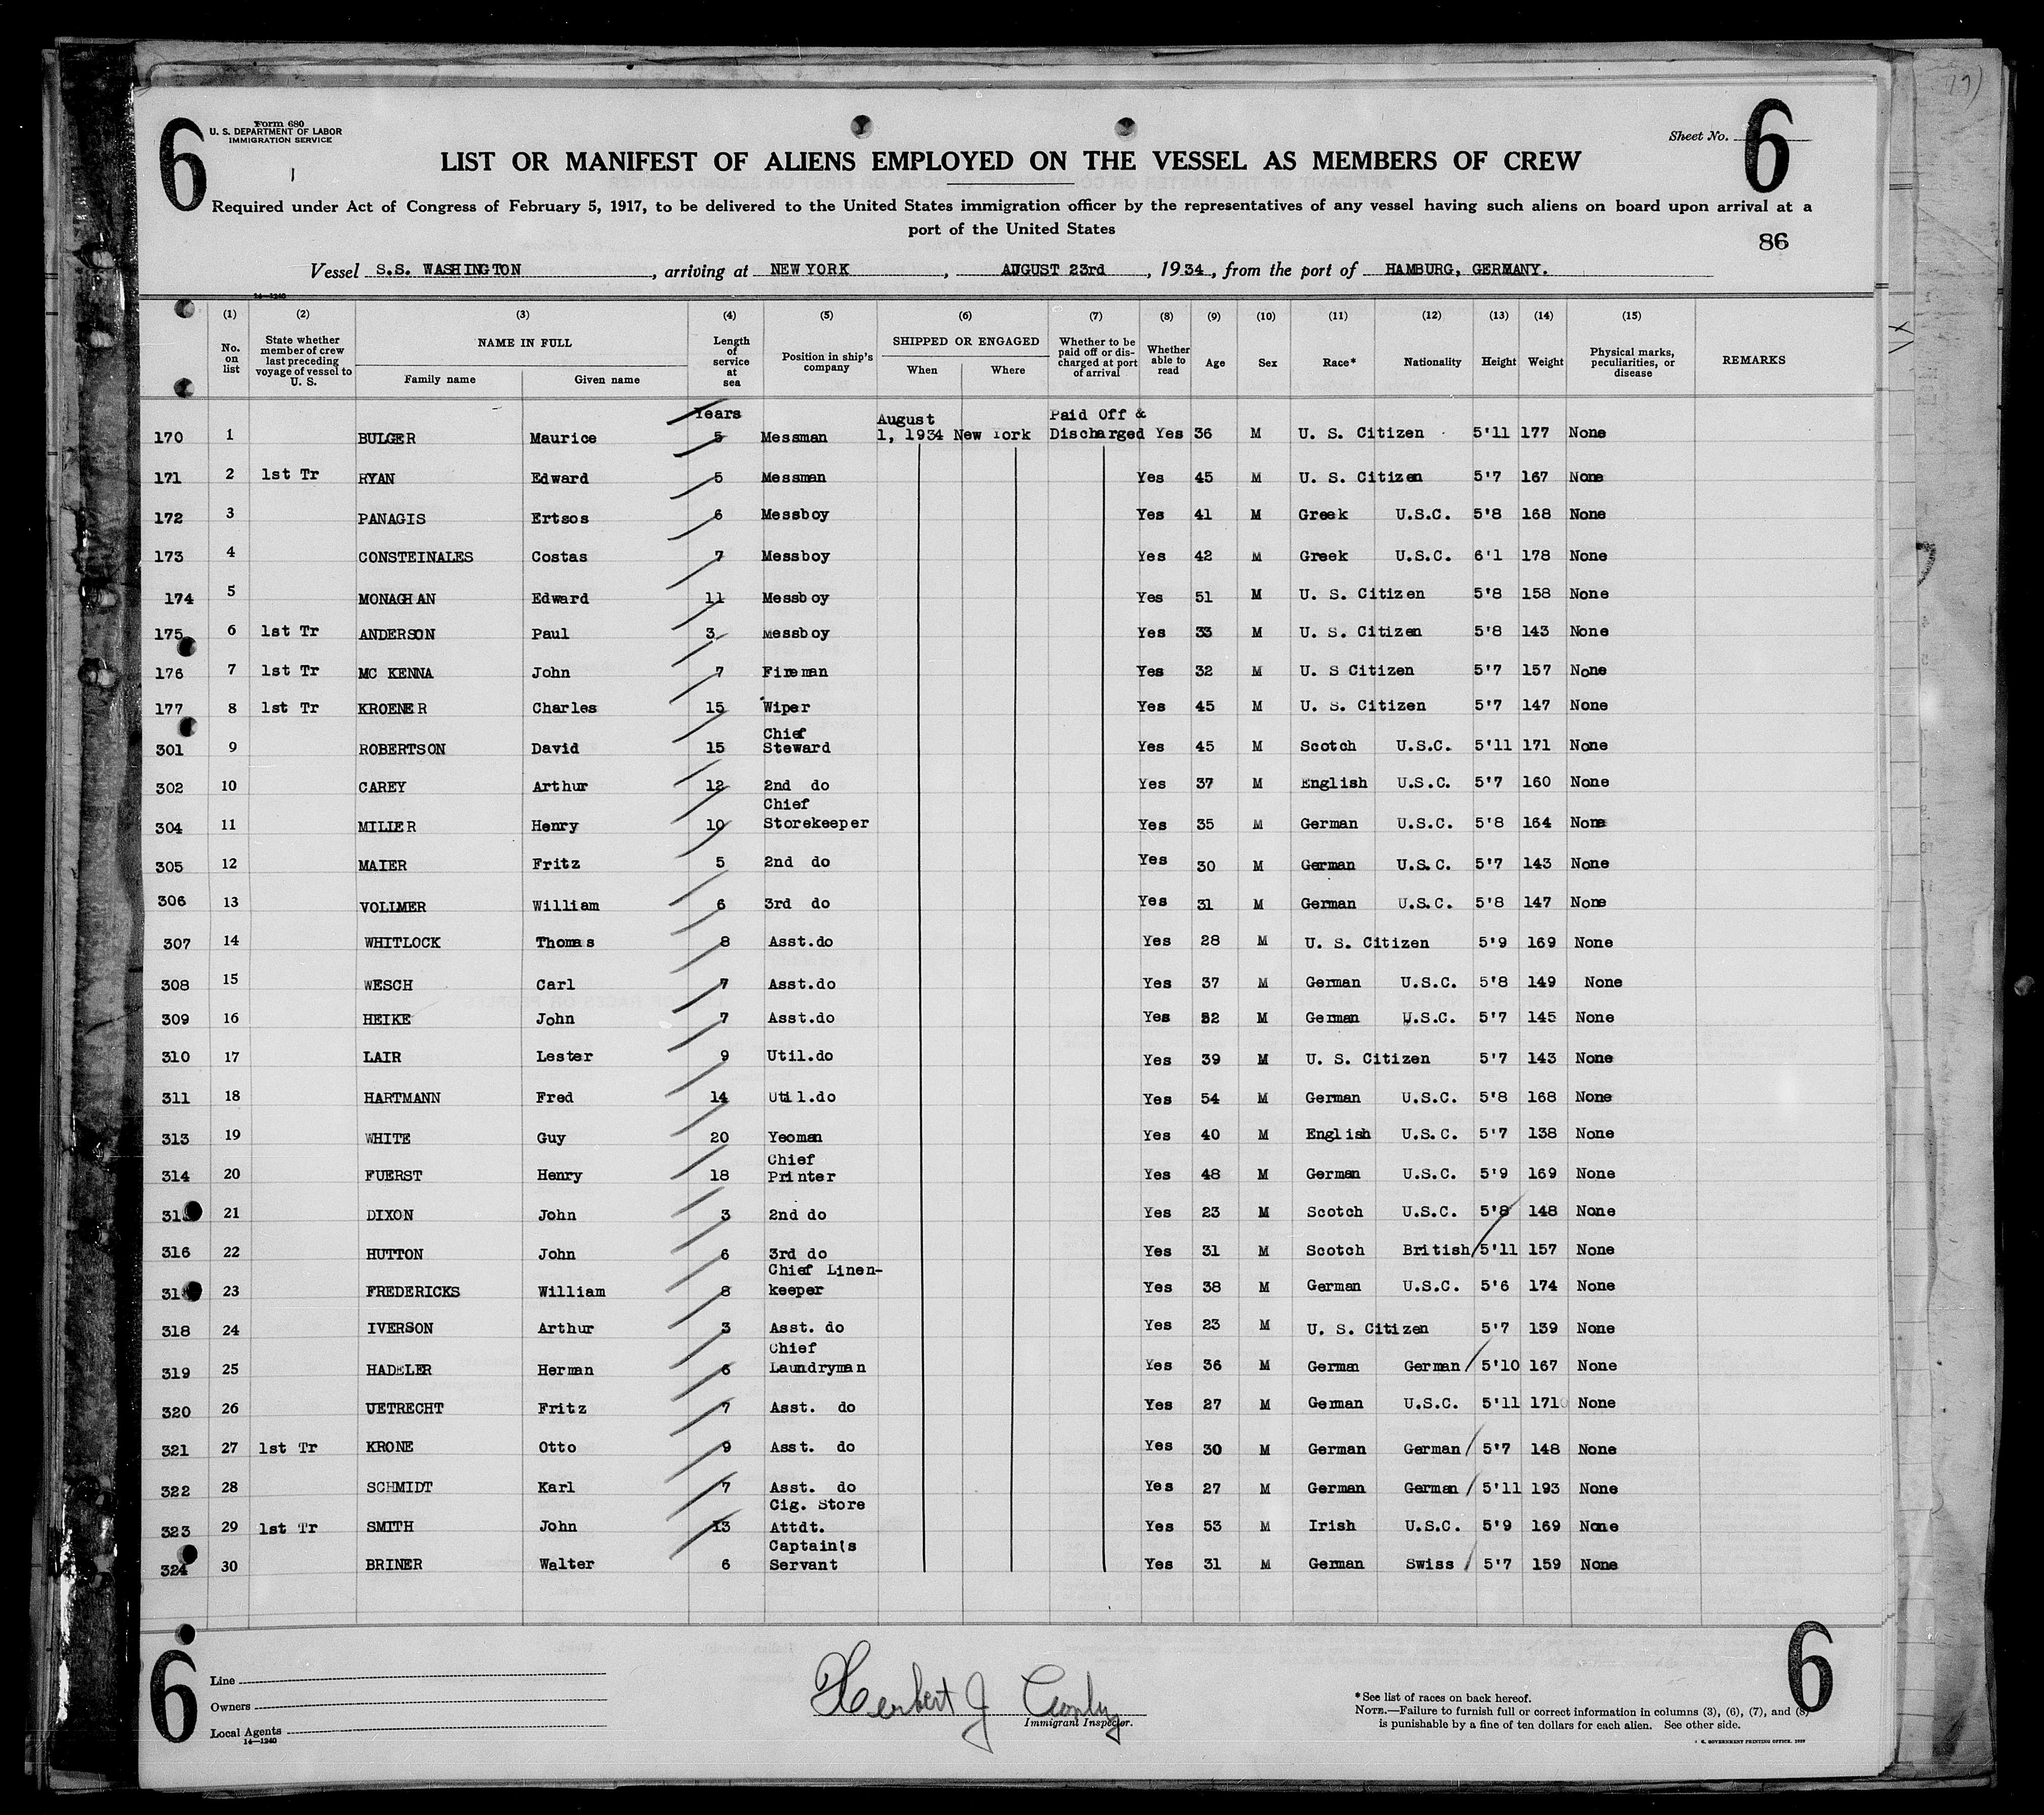 6
Form 680
U. S. DEPARTMENT OF LABOR
IMMIGRATION SERVICE
Sheet No. 6
LIST OR MANIFEST OF ALIENS EMPLOYED ON THE VESSEL AS MEMBERS OF CREW
Required under Act of Congress of February 5, 1917, to be delivered to the United States immigration officer by the representatives of any vessel having such aliens on board upon arrival at a
port of the United States
86
Vessel S.S. WASHINGTON, arriving at NEW YORK, AUGUST 23rd, 1934, from the port of HAMBURG, GERMANY.
14—1240
(1) (2) (3) (4) (5) (6) (7) (8) (9) (10) (11) (12) (13) (14) (15)
No. on list State whether member of crew last preceding voyage of vessel to U. S. NAME IN FULL Family name Given name Length of service at sea Position in ship's company SHIPPED OR ENGAGED When Where Whether to be paid off or discharged at port of arrival Whether able to read Age Sex Race* Nationality Height Weight Physical marks, peculiarities, or disease REMARKS
Years August Paid Off &
170 1 BULGER Maurice 5 Messman 1, 1934 New York Discharged Yes 36 M U. S. Citizen 5'11 177 None
171 2 1st Tr RYAN Edward 5 Messman Yes 45 M U. S. Citizen 5'7 167 None
172 3 PANAGIS Ertsos 6 Messboy Yes 41 M Greek U.S.C. 5'8 168 None
173 4 CONSTEINALES Costas 7 Messboy Yes 42 M Greek U.S.C. 6'1 178 None
174 5 MONAGHAN Edward 11 Messboy Yes 51 M U. S. Citizen 5'8 158 None
175 6 1st Tr ANDERSON Paul 3 Messboy Yes 33 M U. S. Citizen 5'8 143 None
176 7 1st Tr MC KENNA John 7 Fireman Yes 32 M U. S Citizen 5'7 157 None
177 8 1st Tr KROENER Charles 15 Wiper Yes 45 M U. S. Citizen 5'7 147 None
Chief
301 9 ROBERTSON David 15 Steward Yes 45 M Scotch U.S.C. 5'11 171 None
302 10 CAREY Arthur 12 2nd do Yes 37 M English U.S.C. 5'7 160 None
Chief
304 11 MILLER Henry 10 Storekeeper Yes 35 M German U.S.C. 5'8 164 None
305 12 MAIER Fritz 5 2nd do Yes 30 M German U.S.C. 5'7 143 None
306 13 VOLLMER William 6 3rd do Yes 31 M German U.S.C. 5'8 147 None
307 14 WHITLOCK Thomas 8 Asst.do Yes 28 M U. S. Citizen 5'9 169 None
308 15 WESCH Carl 7 Asst.do Yes 37 M German U.S.C. 5'8 149 None
309 16 HEIKE John 7 Asst.do Yes 32 M German U.S.C. 5'7 145 None
310 17 LAIR Lester 9 Util.do Yes 39 M U. S. Citizen 5'7 143 None
311 18 HARTMANN Fred 14 Util.do Yes 54 M German U.S.C. 5'8 168 None
313 19 WHITE Guy 20 Yeoman Yes 40 M English U.S.C. 5'7 138 None
Chief
314 20 FUERST Henry 18 Printer Yes 48 M German U.S.C. 5'9 169 None
21 DIXON John 3 2nd do Yes 23 M Scotch U.S.C. 5'8 148 None
316 22 HUTTON John 6 3rd do Yes 31 M Scotch British 5'11 157 None
Chief Linen-
23 FREDERICKS William 8 keeper Yes 38 M German U.S.C. 5'6 174 None
318 24 IVERSON Arthur 3 Asst. do Yes 23 M U. S. Citizen 5'7 139 None
Chief
319 25 HADELER Herman 6 Laundryman Yes 36 M German German 5'10 167 None
320 26 UETRECHT Fritz 7 Asst. do Yes 27 M German U.S.C. 5'11 171 None
321 27 1st Tr KRONE Otto 9 Asst. do Yes 30 M German German 5'7 148 None
322 28 SCHMIDT Karl 7 Asst. do Yes 27 M German German 5'11 193 None
Cig. Store
323 29 1st Tr SMITH John 13 Attdt. Yes 53 M Irish U.S.C. 5'9 169 None
Captain's
324 30 BRINER Walter 6 Servant Yes 31 M German Swiss 5'7 159 None
6 6
Line
Owners
Local Agents
14—1240
Herbert J
Immigrant Inspector.
*See list of races on back hereof.
NOTE.—Failure to furnish full or correct information in columns (3), (6), (7), and (8)
is punishable by a fine of ten dollars for each alien. See other side.